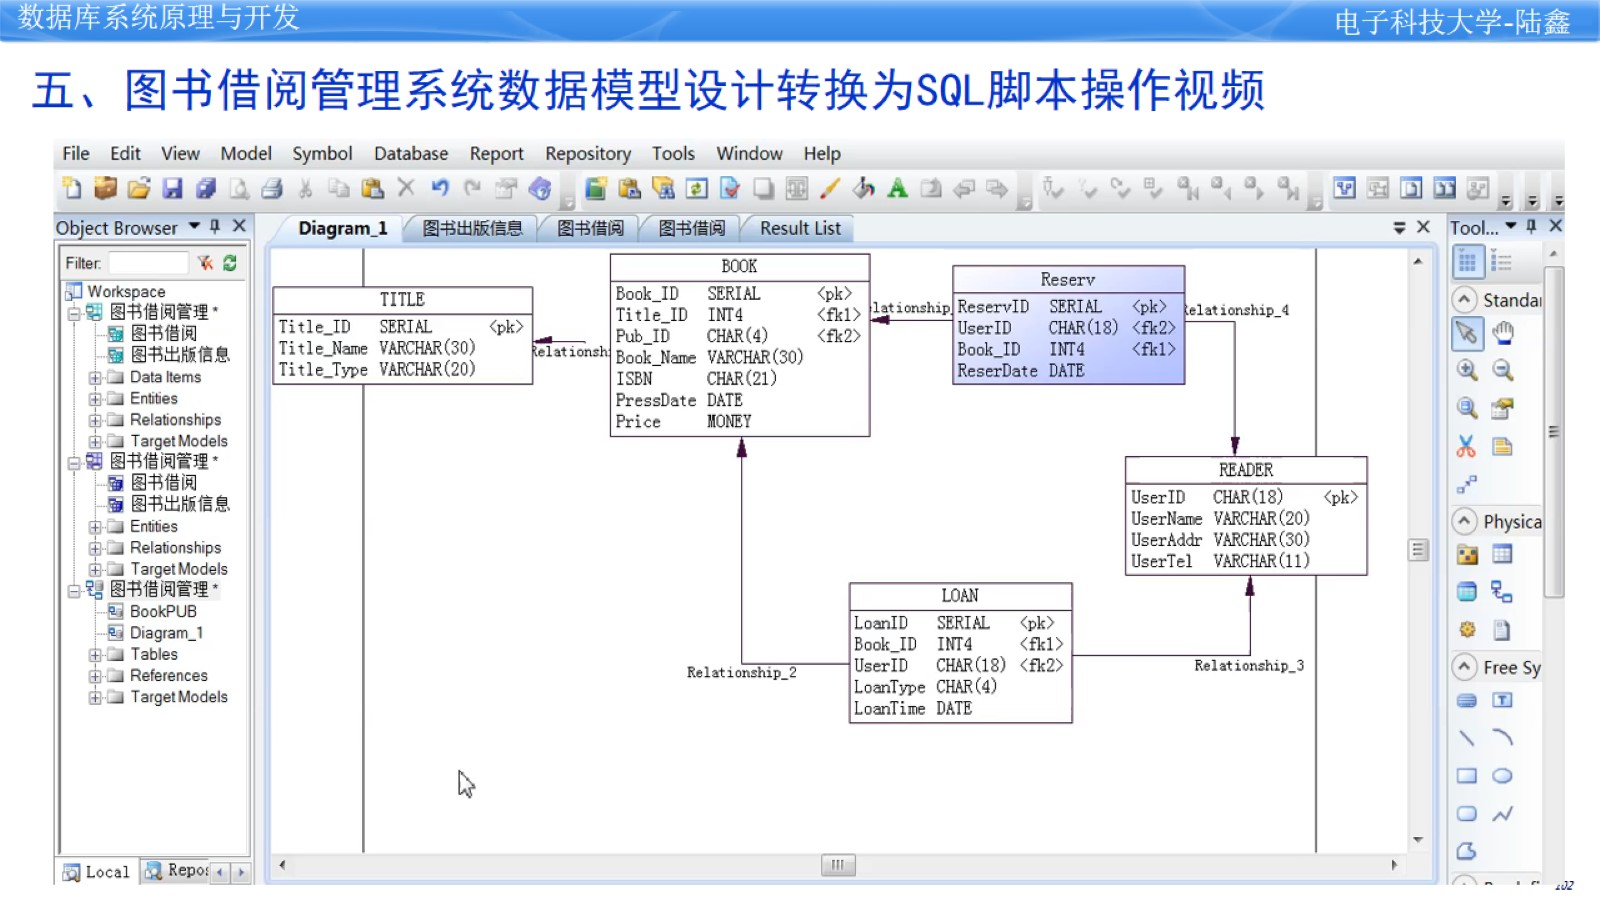 数据库系统原理与开发
电子科技大学-陆鑫
五、图书借阅管理系统数据模型设计转换为SQL脚本操作视频
File Edit View Model Symbol Database Report Repository Tools Window Help
Object Browser
Filter:
Workspace
图书借阅管理 *
图书借阅
图书出版信息
Data Items
Entities
Relationships
Target Models
图书借阅管理 *
图书借阅
图书出版信息
Entities
Relationships
Target Models
图书借阅管理 *
BookPUB
Diagram_1
Tables
References
Target Models
Local
Repos
Diagram_1 图书出版信息 图书借阅 图书借阅 Result List
TITLE
Title_ID SERIAL <pk>
Title_Name VARCHAR(30)
Title_Type VARCHAR(20)
Relationsh
BOOK
Book_ID SERIAL <pk>
Title_ID INT4 <fk1>
Pub_ID CHAR(4) <fk2>
Book_Name VARCHAR(30)
ISBN CHAR(21)
PressDate DATE
Price MONEY
elationship_
Reserv
ReservID SERIAL <pk>
UserID CHAR(18) <fk2>
Book_ID INT4 <fk1>
ReserDate DATE
Relationship_4
READER
UserID CHAR(18) <pk>
UserName VARCHAR(20)
UserAddr VARCHAR(30)
UserTel VARCHAR(11)
LOAN
LoanID SERIAL <pk>
Book_ID INT4 <fk1>
UserID CHAR(18) <fk2>
LoanType CHAR(4)
LoanTime DATE
Relationship_2
Relationship_3
Tool...
Standar
Physica
Free Sy
102